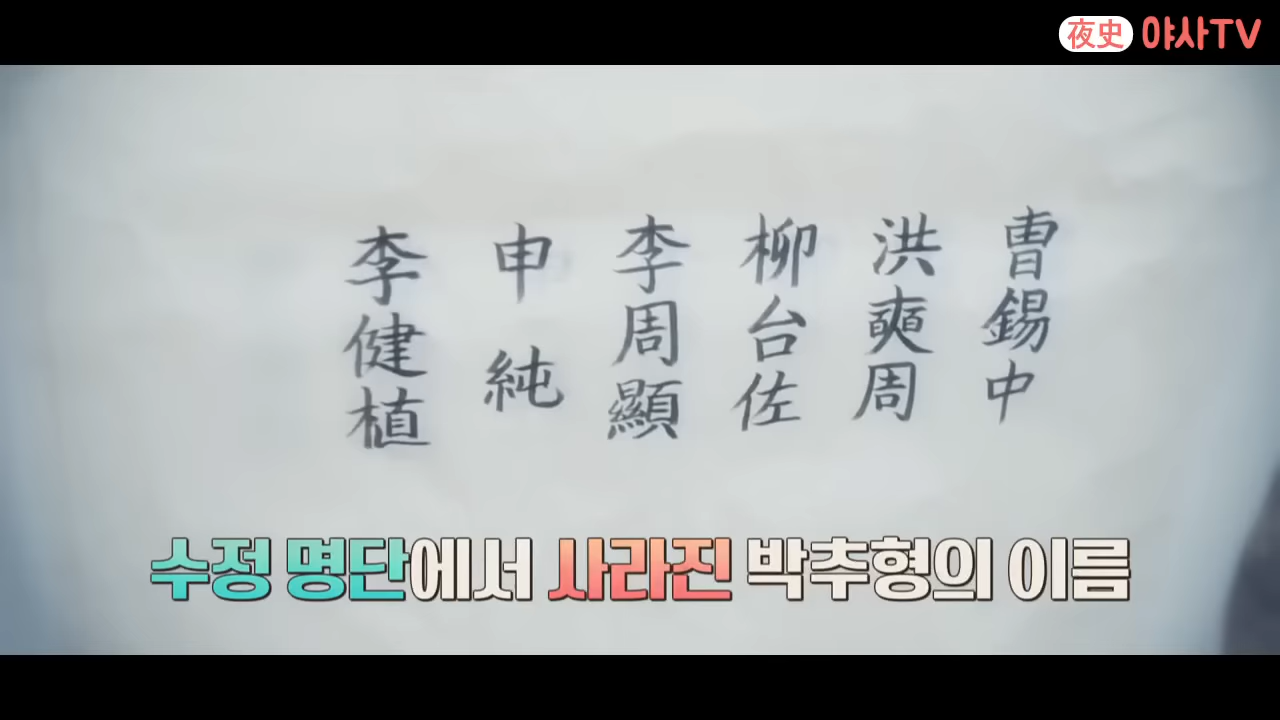 夜史 야사TV
曺錫中
洪奭周
柳台佐
李周顯
申純
李健植
수정 명단에서 사라진 박추형의 이름